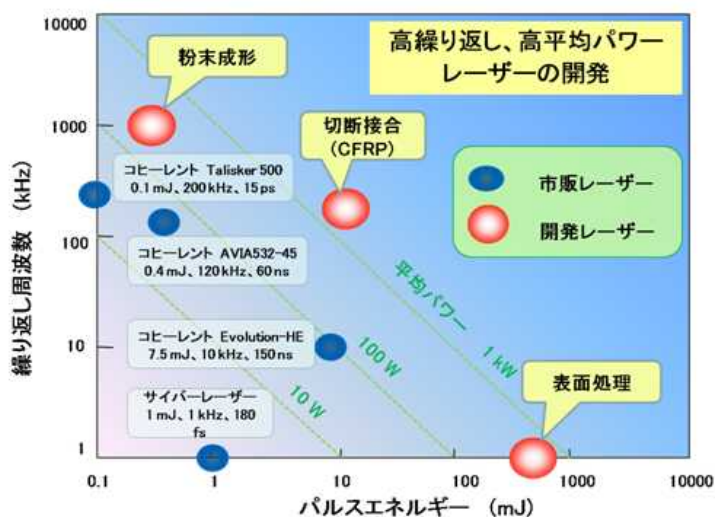 高繰り返し、高平均パワー
レーザーの開発
粉末成形
切断接合
(CFRP)
市販レーザー
開発レーザー
コヒーレント Talisker 500
0.1 mJ、200 kHz、15 ps
コヒーレント AVIA532-45
0.4 mJ、120 kHz、60 ns
コヒーレント Evolution-HE
7.5 mJ、10 kHz、150 ns
サイバーレーザー
1 mJ、1 kHz、180
fs
表面処理
平均パワー 1 kW
100 W
10 W
繰り返し周波数 (kHz)
10000
1000
100
10
1
0.1
1
10
100
1000
10000
パルスエネルギー (mJ)